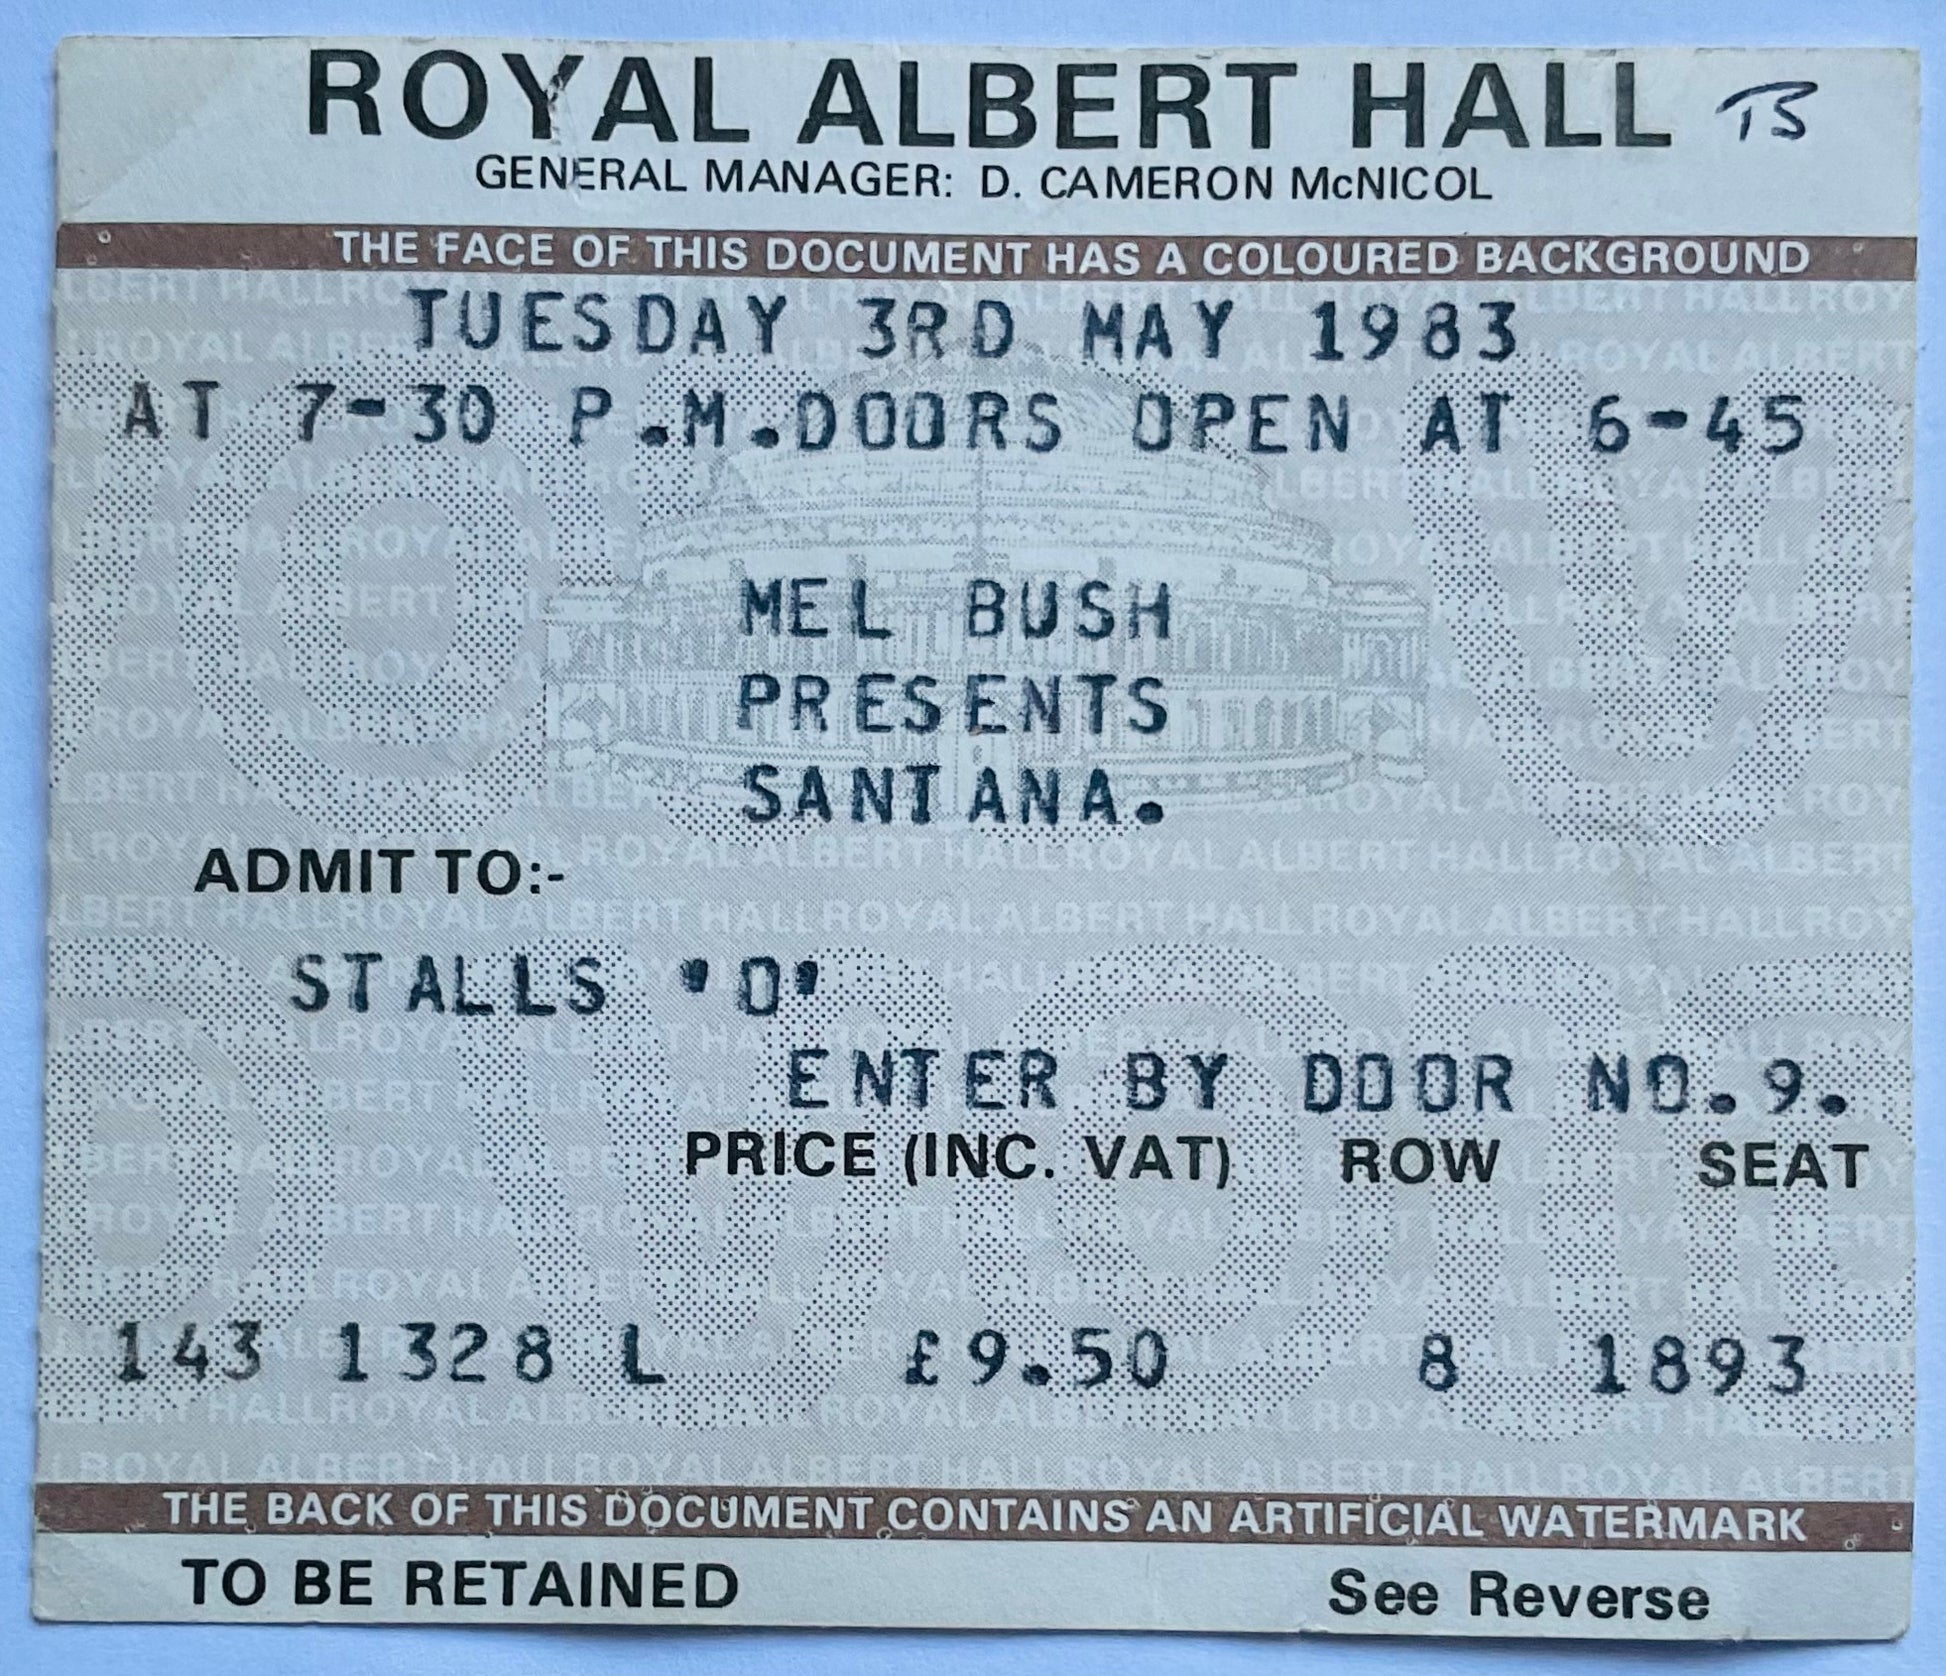 ROYAL ALBERT HALL TS
GENERAL MANAGER: D. CAMERON McNICOL
THE FACE OF THIS DOCUMENT HAS A COLOURED BACKGROUND
TUESDAY 3RD MAY 1983
AT 7-30 P.M.DOORS OPEN AT 6-45
MEL BUSH
PRESENTS
SANTANA.
ADMIT TO:-
STALLS 'O'
ENTER BY DOOR NO.9.
PRICE (INC. VAT) ROW SEAT
143 1328 L £9.50 8 1893
THE BACK OF THIS DOCUMENT CONTAINS AN ARTIFICIAL WATERMARK
TO BE RETAINED See Reverse